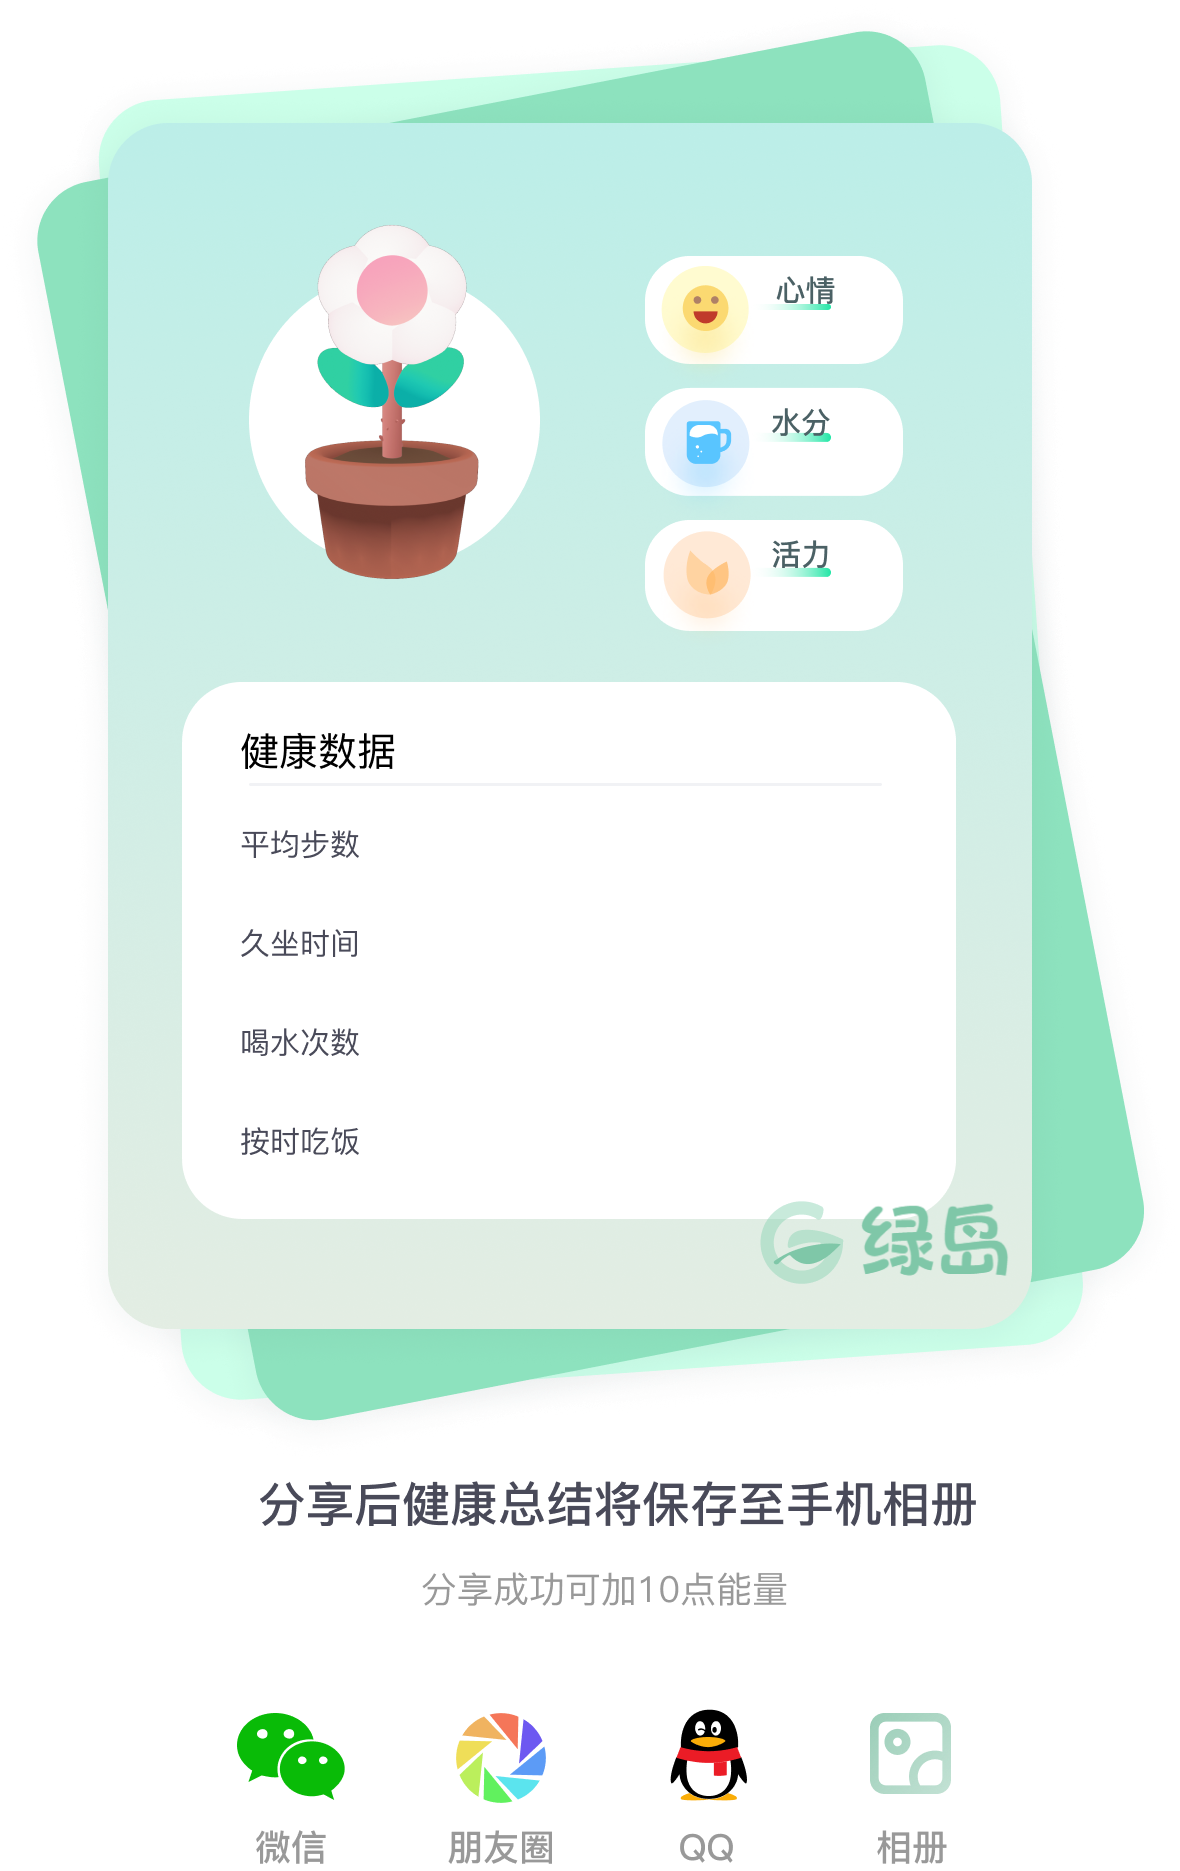 心情
水分
活力
健康数据
平均步数
久坐时间
喝水次数
按时吃饭
绿岛
分享后健康总结将保存至手机相册
分享成功可加10点能量
微信
朋友圈
QQ
相册